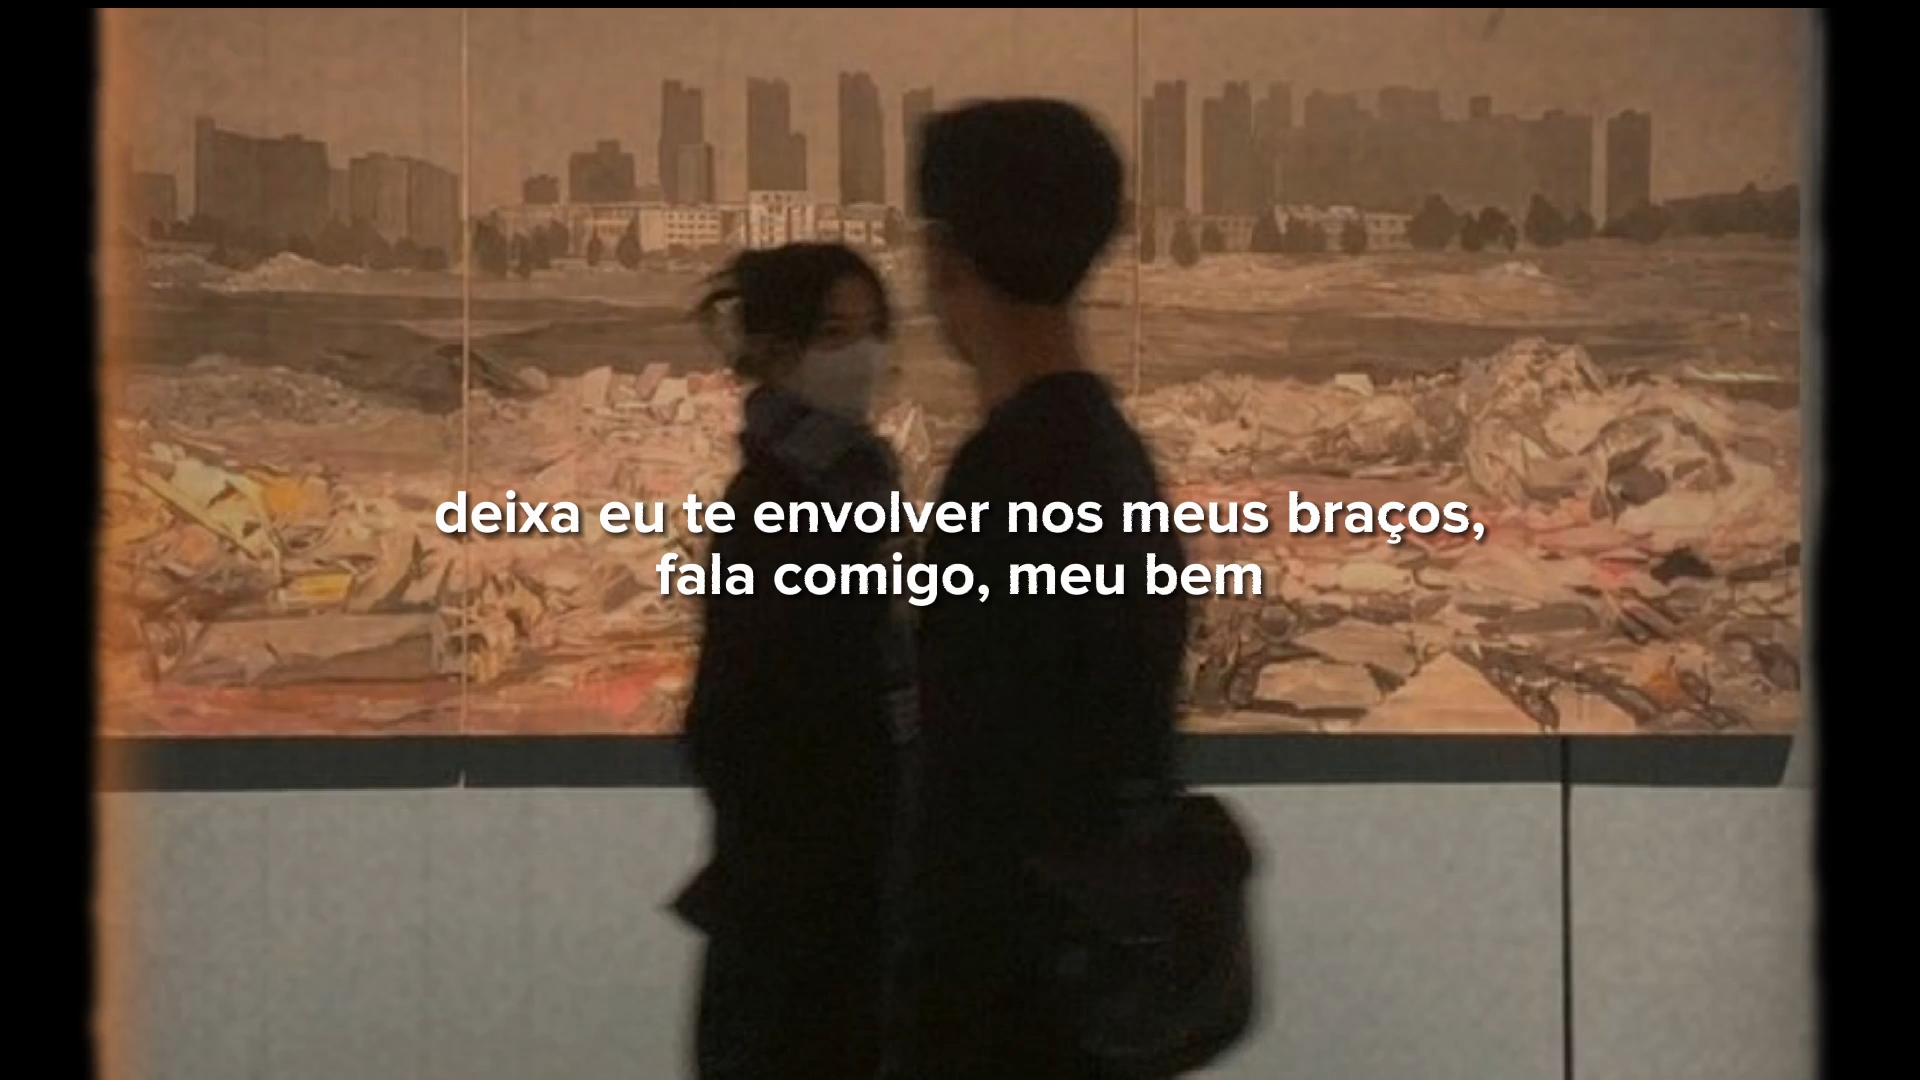 deixa eu te envolver nos meus braços,
fala comigo, meu bem